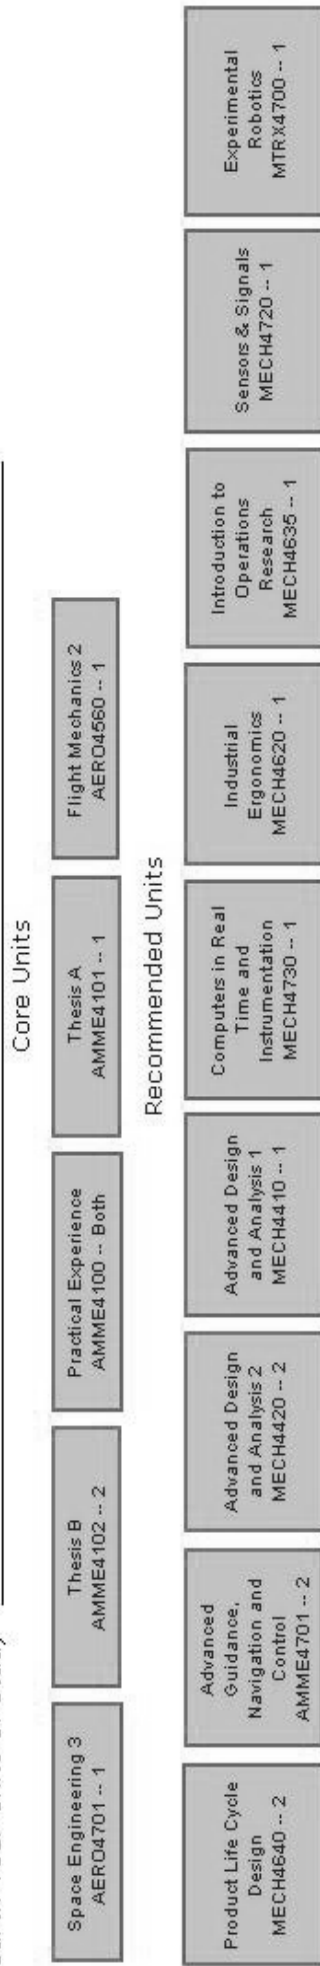 Core Units
Space Engineering 3
AERO4701 -- 1
Thesis B
AMME4102 -- 2
Practical Experience
AMME4100 -- Both
Thesis A
AMME4101 -- 1
Flight Mechanics 2
AERO4560 -- 1
Recommended Units
Product Life Cycle
Design
MECH4640 -- 2
Advanced
Guidance,
Navigation and
Control
AMME4701 -- 2
Advanced Design
and Analysis 2
MECH4420 -- 2
Advanced Design
and Analysis 1
MECH4410 -- 1
Computers in Real
Time and
Instrumentation
MECH4730 -- 1
Industrial
Ergonomics
MECH4620 -- 1
Introduction to
Operations
Research
MECH4635 -- 1
Sensors & Signals
MECH4720 -- 1
Experimental
Robotics
MTRX4700 -- 1